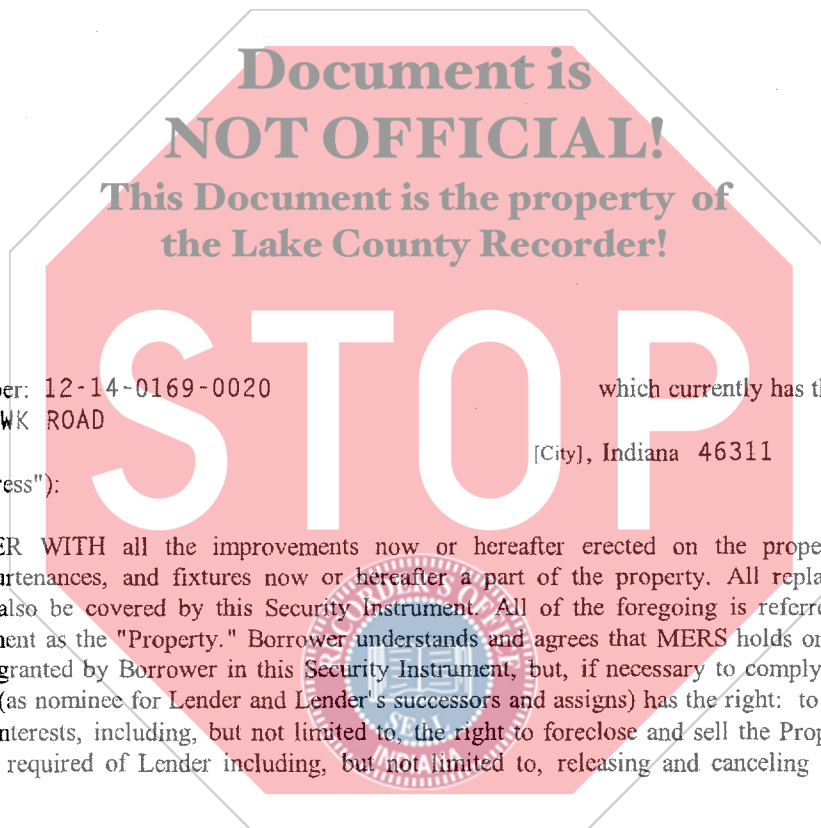 Document is
NOT OFFICIAL!
This Document is the property of
the Lake County Recorder!
STOP
per: 12-14-0169-0020 which currently has th
WK ROAD
[City], Indiana 46311
ress"):
ER WITH all the improvements now or hereafter erected on the prope
urtenances, and fixtures now or hereafter a part of the property. All repla
also be covered by this Security Instrument. All of the foregoing is referre
ment as the "Property." Borrower understands and agrees that MERS holds on
granted by Borrower in this Security Instrument, but, if necessary to comply
(as nominee for Lender and Lender's successors and assigns) has the right: to
nterests, including, but not limited to, the right to foreclose and sell the Prop
required of Lender including, but not limited to, releasing and canceling
RECORDER'S OFFICE
SEAL
INDIANA